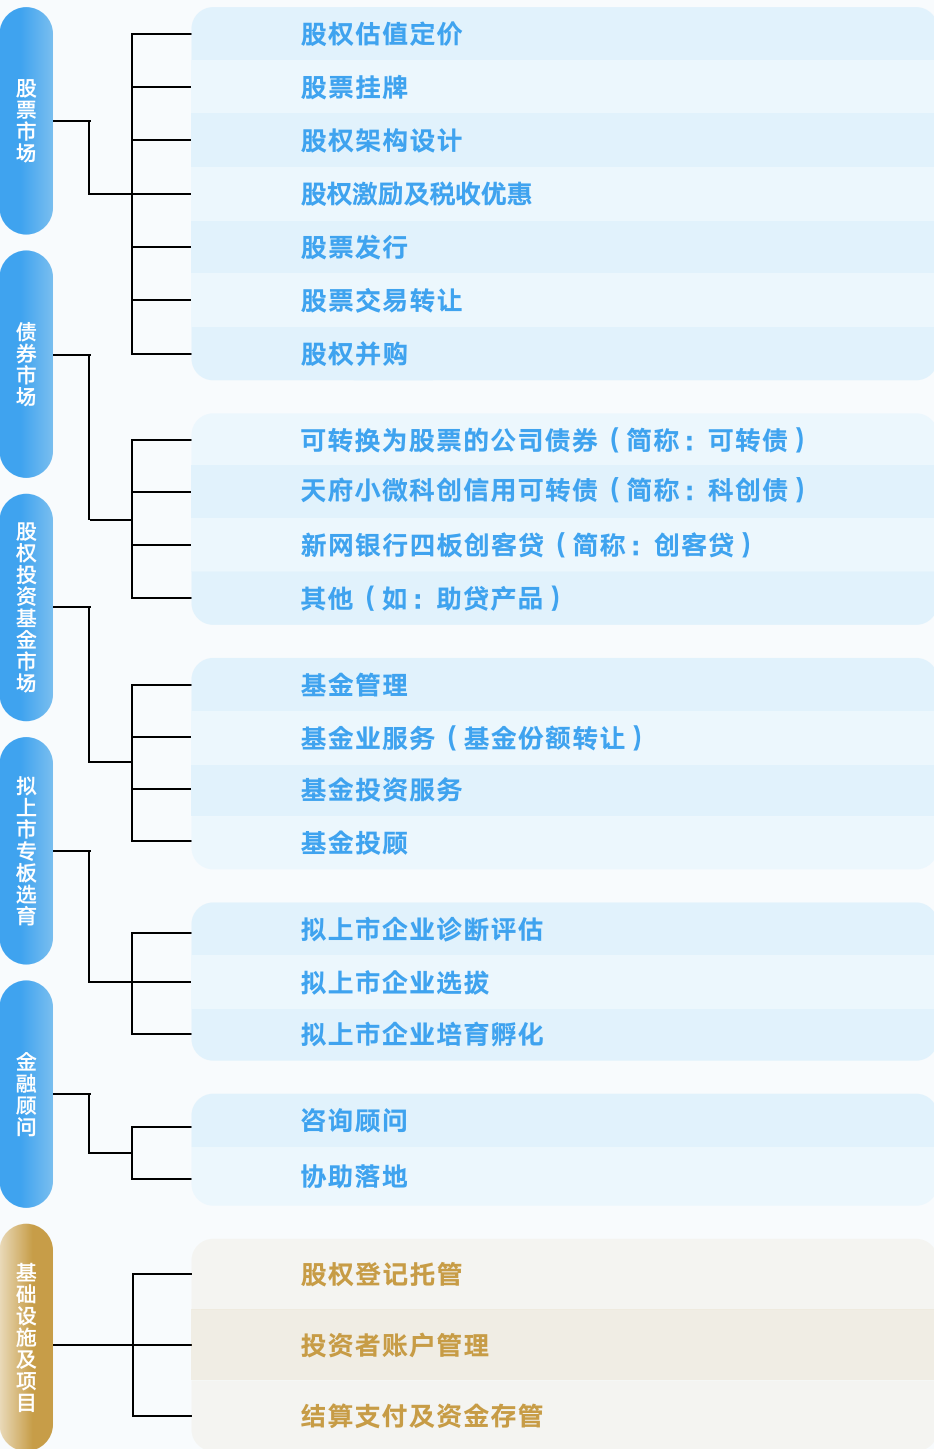 股票市场
股权估值定价
股票挂牌
股权架构设计
股权激励及税收优惠
股票发行
股票交易转让
股权并购
债券市场
可转换为股票的公司债券（简称：可转债）
天府小微科创信用可转债（简称：科创债）
新网银行四板创客贷（简称：创客贷）
其他（如：助贷产品）
股权投资基金市场
基金管理
基金业服务（基金份额转让）
基金投资服务
基金投顾
拟上市专板选育
拟上市企业诊断评估
拟上市企业选拔
拟上市企业培育孵化
金融顾问
咨询顾问
协助落地
基础设施及项目
股权登记托管
投资者账户管理
结算支付及资金存管